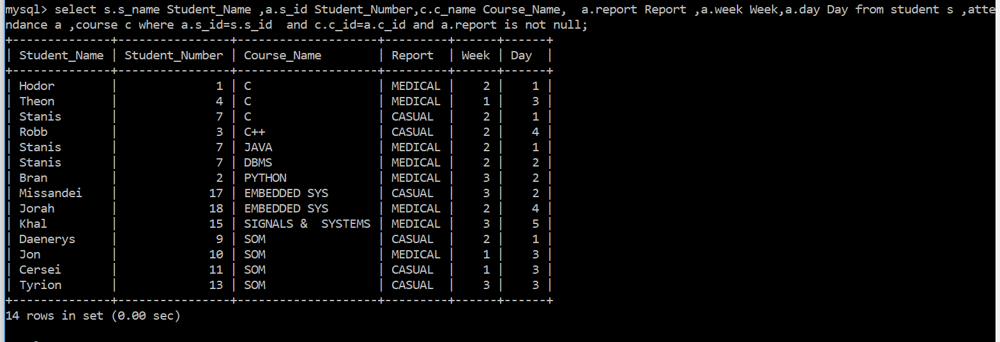 mysql> select s.s_name Student_Name ,a.s_id Student_Number,c.c_name Course_Name,  a.report Report ,a.week Week,a.day Day from student s ,atte
ndance a ,course c where a.s_id=s.s_id  and c.c_id=a.c_id and a.report is not null;
+--------------+----------------+--------------------+---------+------+------+
| Student_Name | Student_Number | Course_Name        | Report  | Week | Day  |
+--------------+----------------+--------------------+---------+------+------+
| Hodor        |              1 | C                  | MEDICAL |    2 |    1 |
| Theon        |              4 | C                  | MEDICAL |    1 |    3 |
| Stanis       |              7 | C                  | CASUAL  |    2 |    1 |
| Robb         |              3 | C++                | CASUAL  |    2 |    4 |
| Stanis       |              7 | JAVA               | MEDICAL |    2 |    1 |
| Stanis       |              7 | DBMS               | MEDICAL |    2 |    2 |
| Bran         |              2 | PYTHON             | MEDICAL |    3 |    2 |
| Missandei    |             17 | EMBEDDED SYS       | CASUAL  |    3 |    2 |
| Jorah        |             18 | EMBEDDED SYS       | MEDICAL |    2 |    4 |
| Khal         |             15 | SIGNALS &  SYSTEMS | MEDICAL |    3 |    5 |
| Daenerys     |              9 | SOM                | CASUAL  |    2 |    1 |
| Jon          |             10 | SOM                | MEDICAL |    1 |    3 |
| Cersei       |             11 | SOM                | CASUAL  |    1 |    3 |
| Tyrion       |             13 | SOM                | CASUAL  |    3 |    3 |
+--------------+----------------+--------------------+---------+------+------+
14 rows in set (0.00 sec)